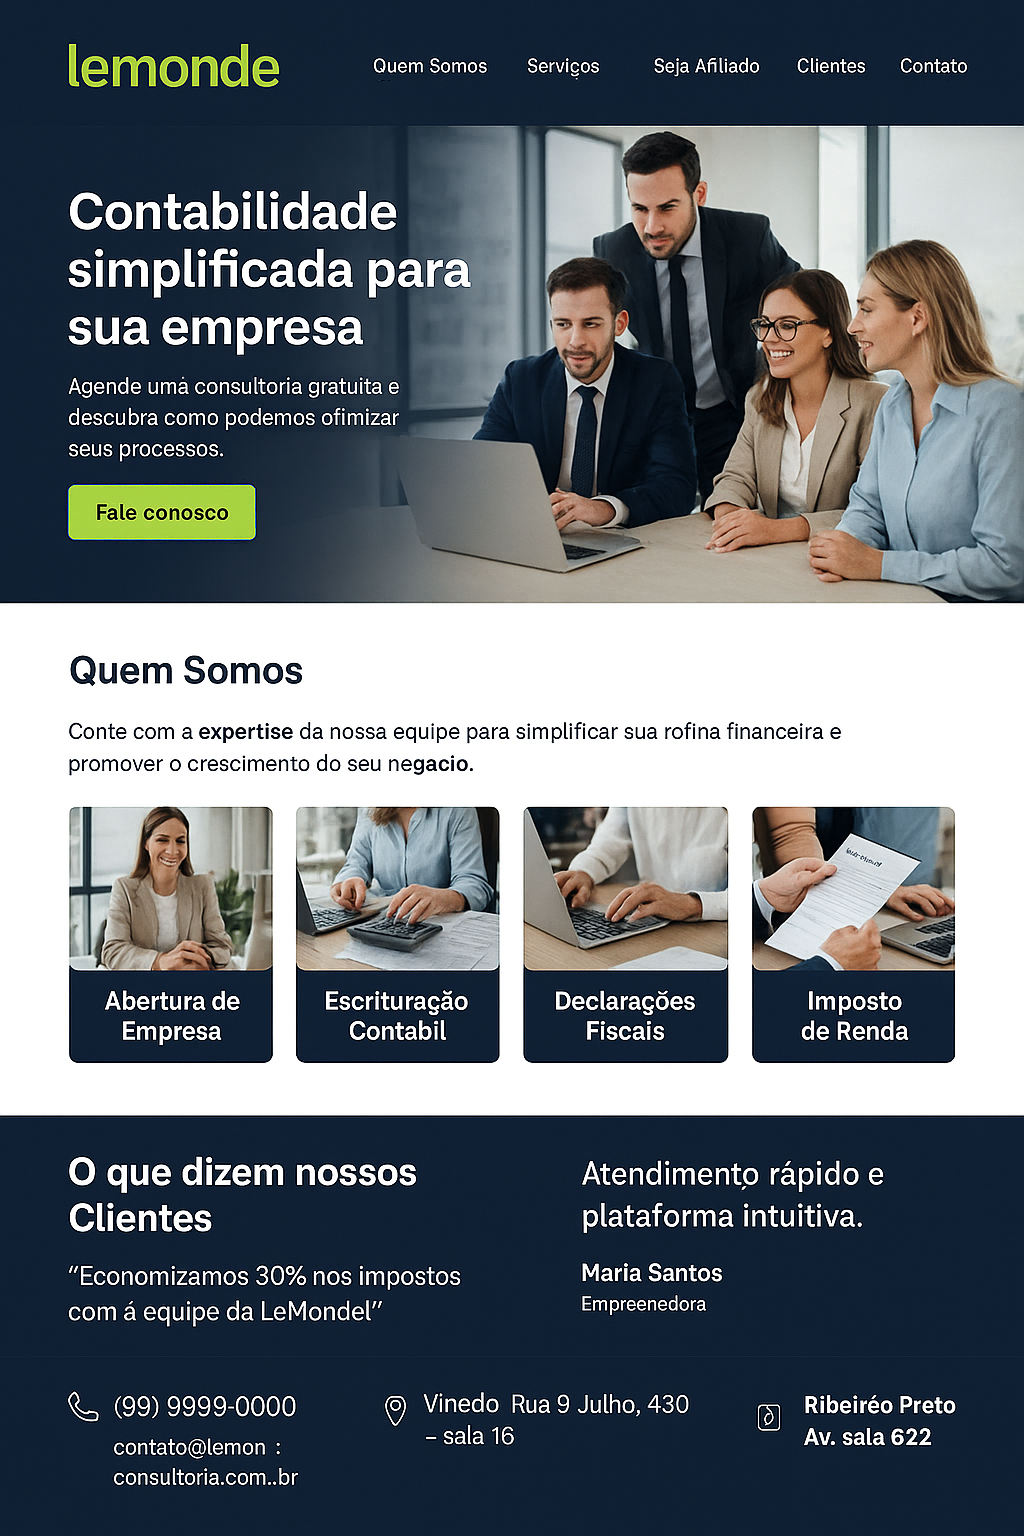 lemonde
Quem Somos
Serviços
Seja Afiliado
Clientes
Contato
Contabilidade
simplificada para
sua empresa
Agende umà consultoria gratuita e
descubra como podemos ofimizar
seus processos.
Fale conosco
Quem Somos
Conte com a expertise da nossa equipe para simplificar sua rofina financeira e
promover o crescimento do seu negacio.
Abertura de
Empresa
Escrituração
Contabil
Declarações
Fiscais
Imposto
de Renda
O que dizem nossos
Clientes
“Economizamos 30% nos impostos
com á equipe da LeMondel”
Atendimento rápido e
plataforma intuitiva.
Maria Santos
Empreenedora
(99) 9999-0000
contato@lemon :
consultoria.com..br
Vinedo Rua 9 Julho, 430
– sala 16
Ribeiréo Preto
Av. sala 622